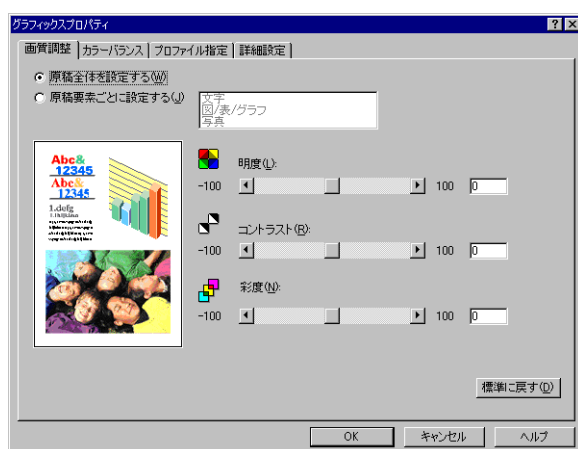 グラフィックスプロパティ
画質調整 カラーバランス プロファイル指定 詳細設定
原稿全体を設定する(W)
原稿要素ごとに設定する(J)
文字
図/表/グラフ
写真
Abc&
12345
Abc&
12345
1.defg
明度(L):
-100 100 0
コントラスト(R):
-100 100 0
彩度(N):
-100 100 0
標準に戻す(D)
OK キャンセル ヘルプ